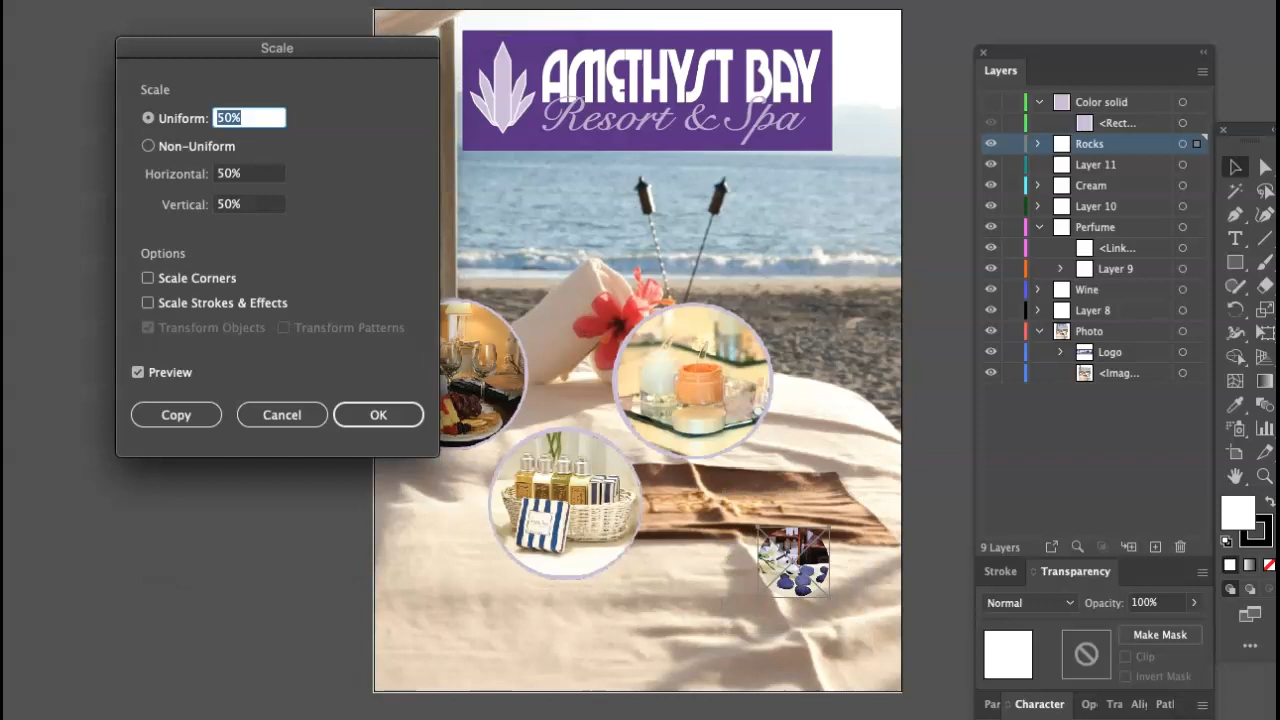 Scale
Scale
Uniform: 50%
Non-Uniform
Horizontal: 50%
Vertical: 50%
Options
Scale Corners
Scale Strokes & Effects
Transform Objects
Transform Patterns
Preview
Copy
Cancel
OK
AMETHYST BAY
Resort & Spa
Layers
Color solid
<Rect...
Rocks
Layer 11
Cream
Layer 10
Perfume
<Link...
Layer 9
Wine
Layer 8
Photo
Logo
<Imag...
9 Layers
Stroke
Transparency
Normal
Opacity: 100%
Make Mask
Clip
Invert Mask
Par
Character
Op
Tra
Alig
Patl